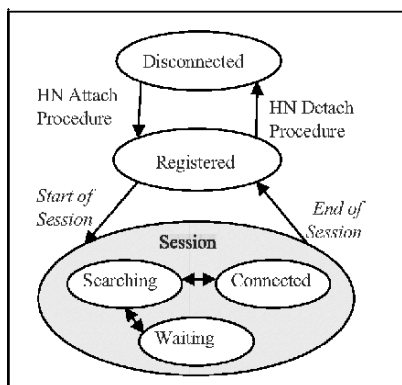 Disconnected
HN Attach
Procedure
HN Detach
Procedure
Registered
Start of
Session
End of
Session
Session
Searching
Connected
Waiting